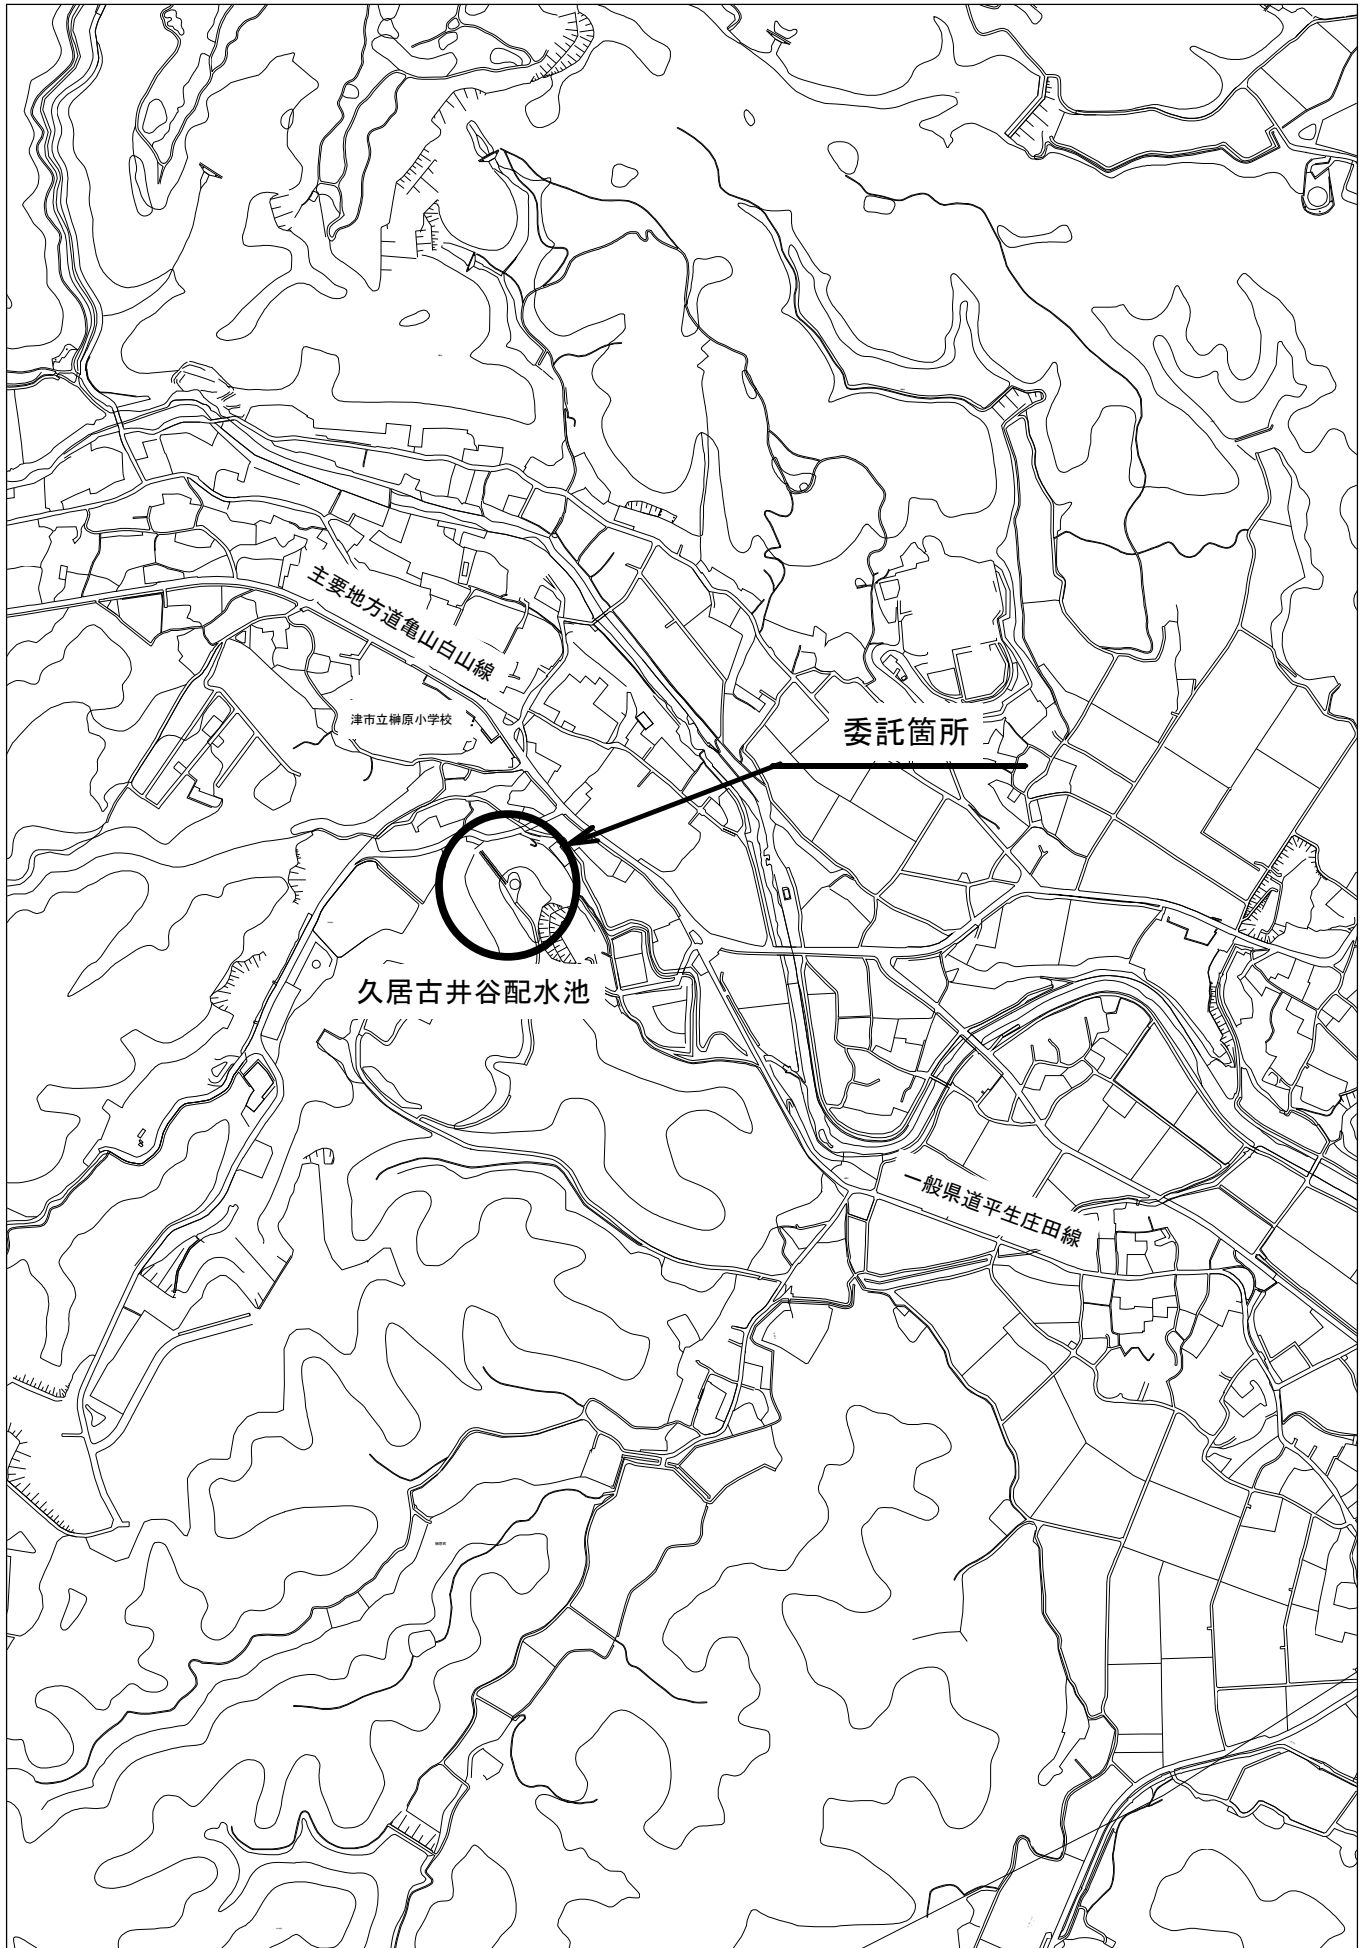 主要地方道亀山白山線
津市立榊原小学校
委託箇所
久居古井谷配水池
一般県道平生庄田線